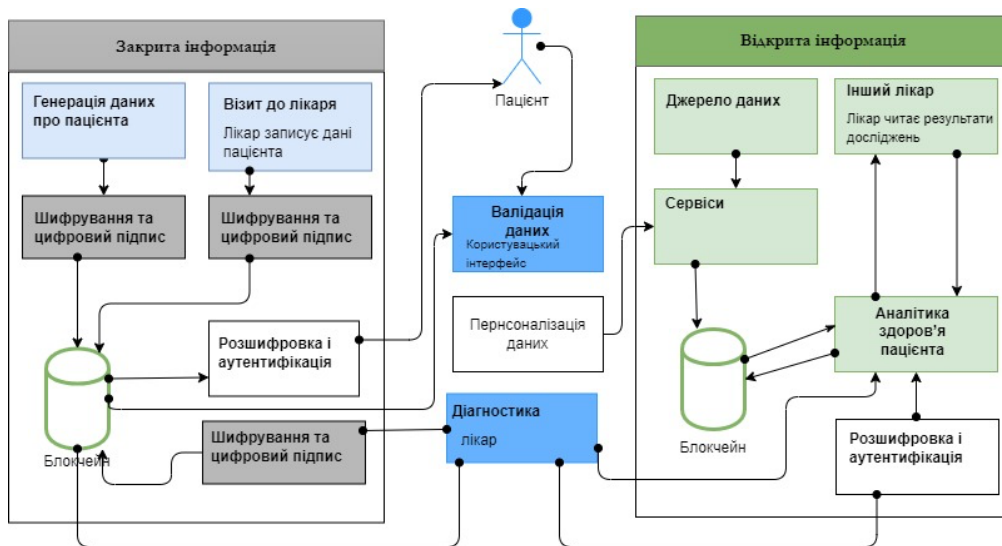 Закрита інформація
Генерація даних
про пацієнта
Візит до лікаря
Лікар записує дані
пацієнта
Шифрування та
цифровий підпис
Шифрування та
цифровий підпис
Розшифровка і
аутентифікація
Блокчейн
Шифрування та
цифровий підпис
Пацієнт
Валідація
даних
Користувацький
інтерфейс
Пернсоналізація
даних
Діагностика
лікар
Відкрита інформація
Джерело даних
Інший лікар
Лікар читає результати
досліджень
Сервіси
Аналітика
здоров'я
пацієнта
Блокчейн
Розшифровка і
аутентифікація